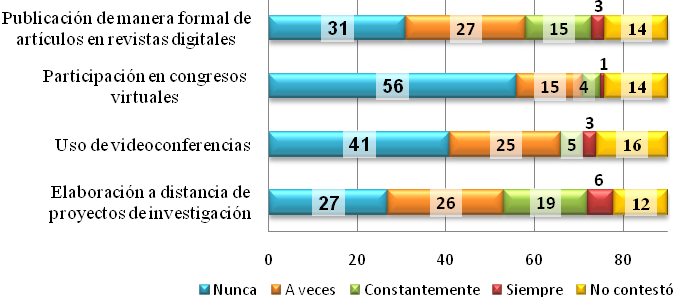 Publicación de manera formal de
artículos en revistas digitales
31 27 15 3 14
Participación en congresos
virtuales
56 15 4 1 14
Uso de videoconferencias
41 25 5 3 16
Elaboración a distancia de
proyectos de investigación
27 26 19 6 12
0 20 40 60 80
Nunca A veces Constantemente Siempre No contestó